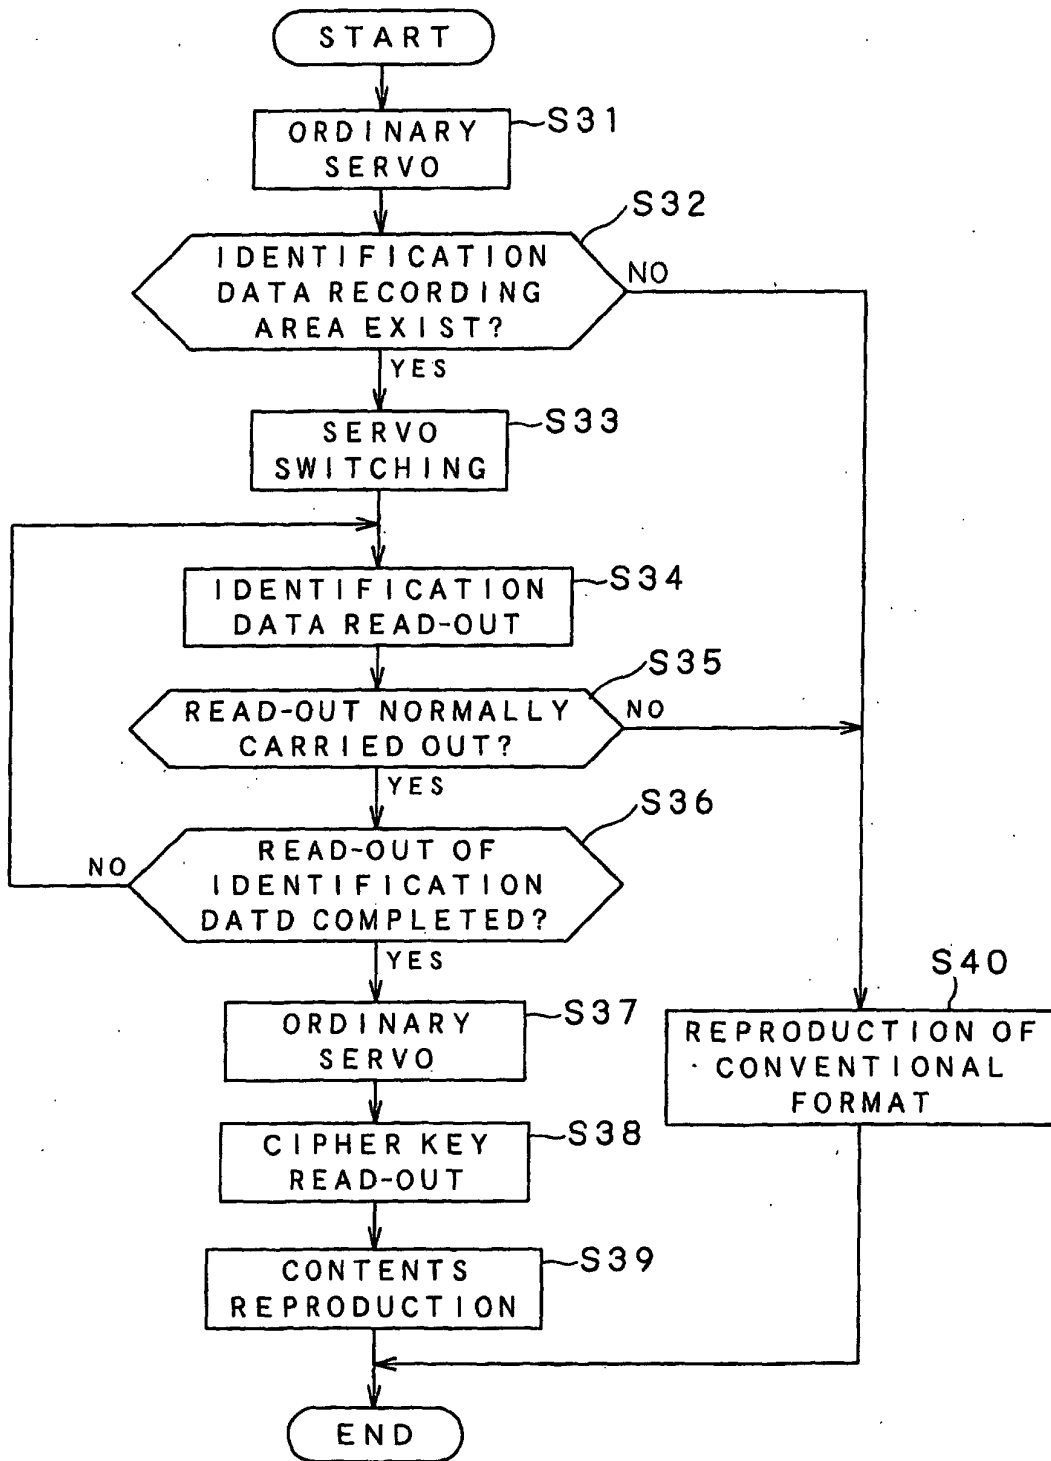 START
ORDINARY
SERVO
S31
IDENTIFICATION
DATA RECORDING
AREA EXIST?
S32
NO
YES
SERVO
SWITCHING
S33
IDENTIFICATION
DATA READ-OUT
S34
READ-OUT NORMALLY
CARRIED OUT?
S35
NO
YES
READ-OUT OF
IDENTIFICATION
DATD COMPLETED?
S36
NO
YES
ORDINARY
SERVO
S37
CIPHER KEY
READ-OUT
S38
CONTENTS
REPRODUCTION
S39
REPRODUCTION OF
CONVENTIONAL
FORMAT
S40
END